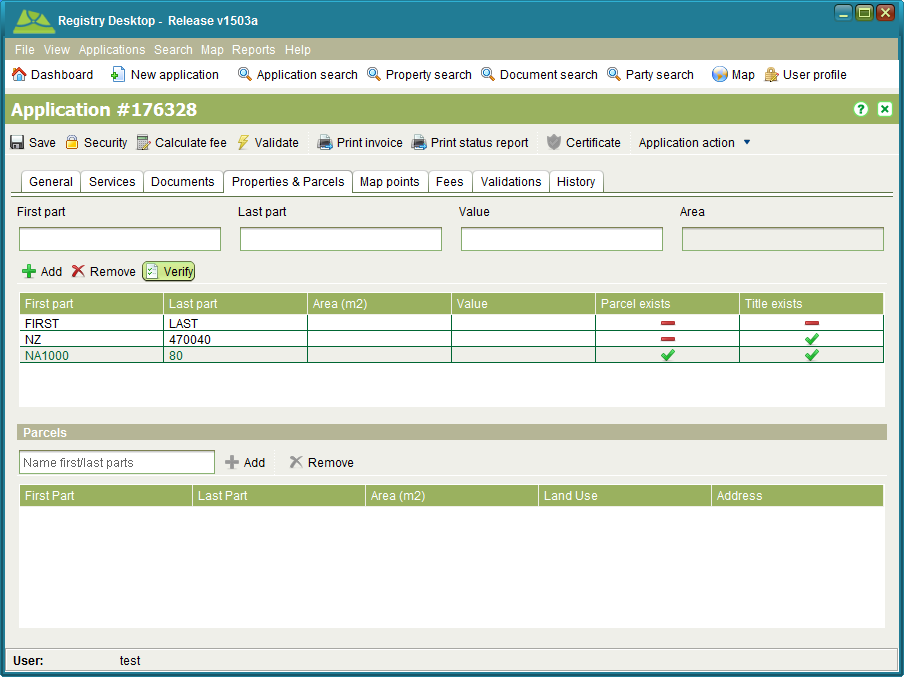 Registry Desktop - Release v1503a
File View Applications Search Map Reports Help
Dashboard New application Application search Property search Document search Party search Map User profile
Application #176328
Save Security Calculate fee Validate Print invoice Print status report Certificate Application action
General Services Documents Properties & Parcels Map points Fees Validations History
First part Last part Value Area
Add Remove Verify
First part Last part Area (m2) Value Parcel exists Title exists
FIRST LAST
NZ 470040
NA1000 80
Parcels
Name first/last parts Add Remove
First Part Last Part Area (m2) Land Use Address
User: test